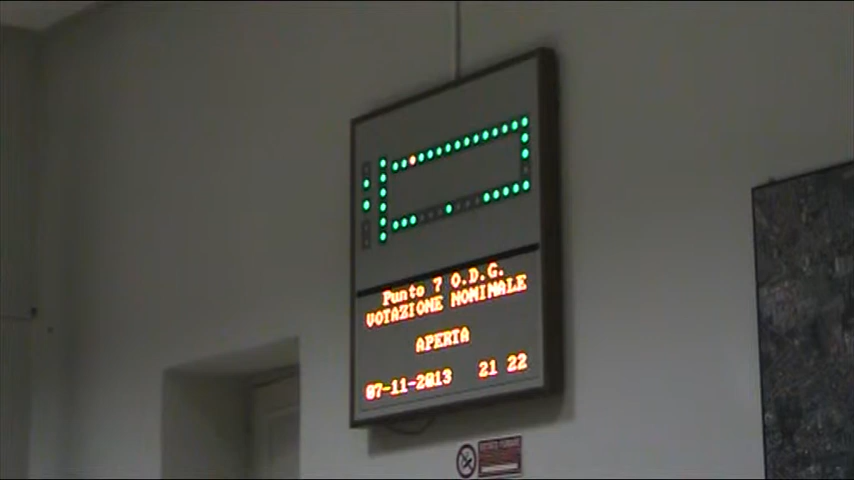 Punto 7 O.D.G.
VOTAZIONE NOMINALE
APERTA
07-11-2013 21 22